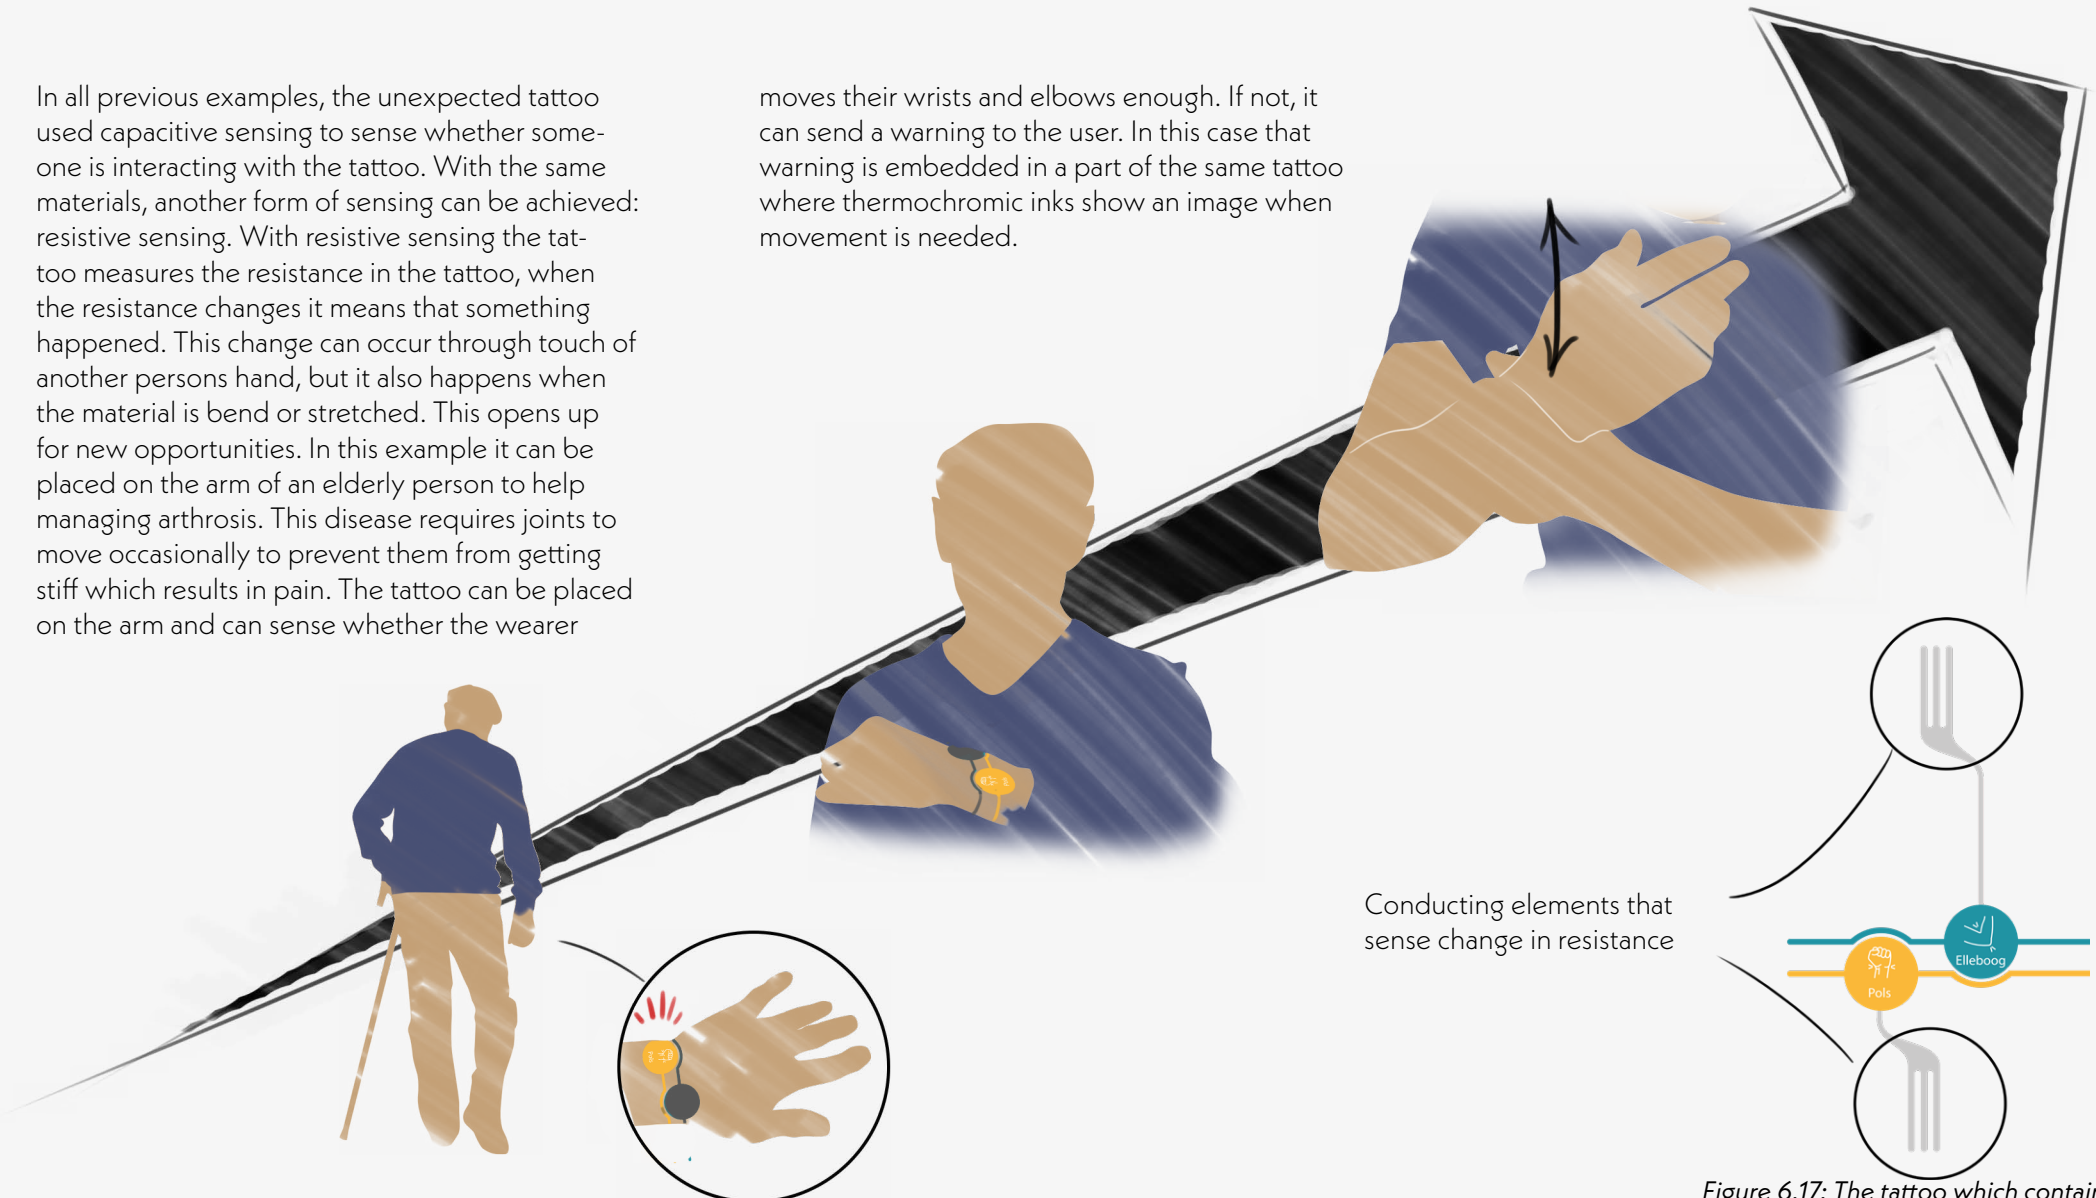 In all previous examples, the unexpected tattoo
used capacitive sensing to sense whether some-
one is interacting with the tattoo. With the same
materials, another form of sensing can be achieved:
resistive sensing. With resistive sensing the tat-
too measures the resistance in the tattoo, when
the resistance changes it means that something
happened. This change can occur through touch of
another persons hand, but it also happens when
the material is bend or stretched. This opens up
for new opportunities. In this example it can be
placed on the arm of an elderly person to help
managing arthrosis. This disease requires joints to
move occasionally to prevent them from getting
stiff which results in pain. The tattoo can be placed
on the arm and can sense whether the wearer
moves their wrists and elbows enough. If not, it
can send a warning to the user. In this case that
warning is embedded in a part of the same tattoo
where thermochromic inks show an image when
movement is needed.
Conducting elements that
sense change in resistance
Elleboog
Pols
Figure 6.17: The tattoo which contai